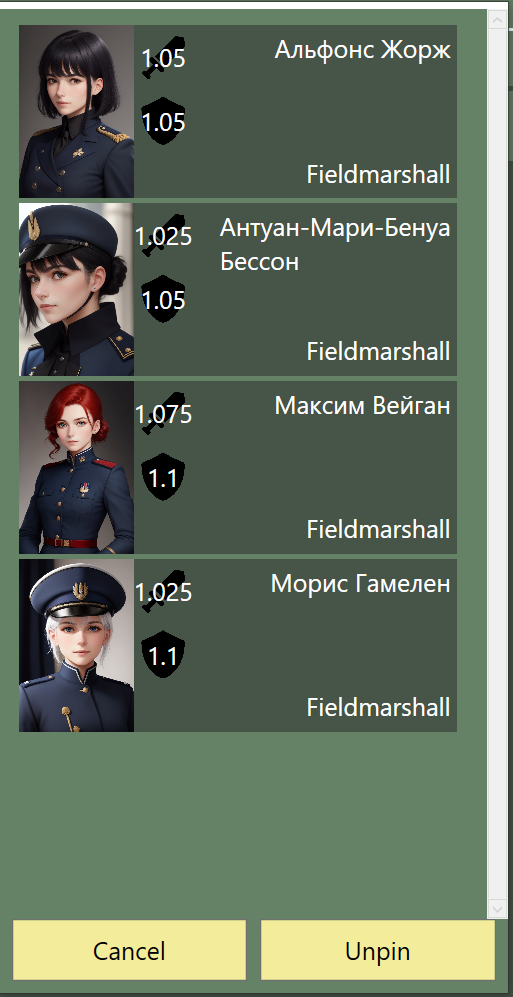 1.05
Альфонс Жорж
1.05
Fieldmarshall
1.025
Антуан-Мари-Бенуа
Бессон
1.05
Fieldmarshall
1.075
Максим Вейган
1.1
Fieldmarshall
1.025
Морис Гамелен
1.1
Fieldmarshall
Cancel
Unpin